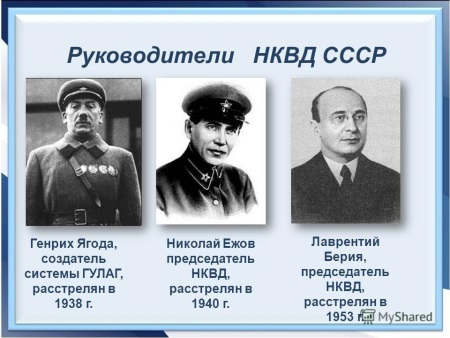 Руководители НКВД СССР
Генрих Ягода,
создатель
системы ГУЛАГ,
расстрелян в
1938 г.
Николай Ежов
председатель
НКВД,
расстрелян в
1940 г.
Лаврентий
Берия,
председатель
НКВД,
расстрелян в
1953 г.
MyShared